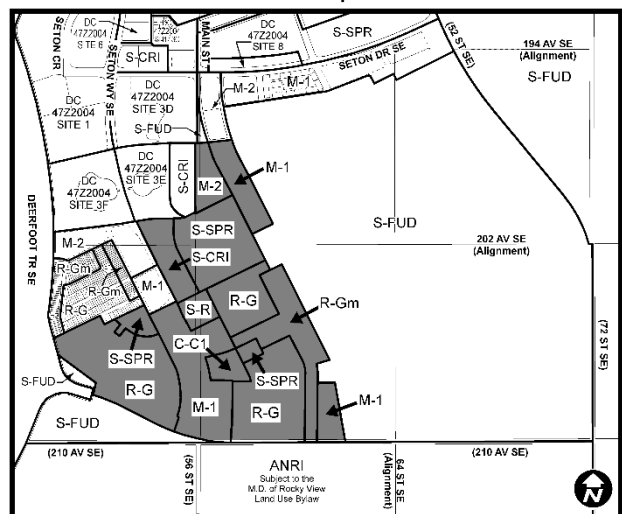 SETON CR
DC
47Z2004
SITE 6
SETON WY SE
S-CRI
MAIN ST
DC
47Z2004
SITE 8
S-SPR
(52 ST SE)
194 AV SE
(Alignment)
S-FUD
SETON DR SE
M-2
M-1
DC
47Z2004
SITE 1
DC
47Z2004
SITE 3D
S-FUD
DC
47Z2004
SITE 3E
S-CRI
M-2
M-1
DC
47Z2004
SITE 3F
S-FUD
DEERFOOT TR SE
S-SPR
S-CRI
202 AV SE
(Alignment)
M-2
R-Gm
R-Gm
M-1
R-G
S-R
R-G
R-Gm
C-C1
(72 ST SE)
S-SPR
S-FUD
R-G
S-SPR
S-FUD
M-1
R-G
M-1
(210 AV SE)
(56 ST
SE)
ANRI
Subject to the
M.D. of Rocky View
Land Use Bylaw
64 ST SE
(Alignment)
(210 AV SE)
N